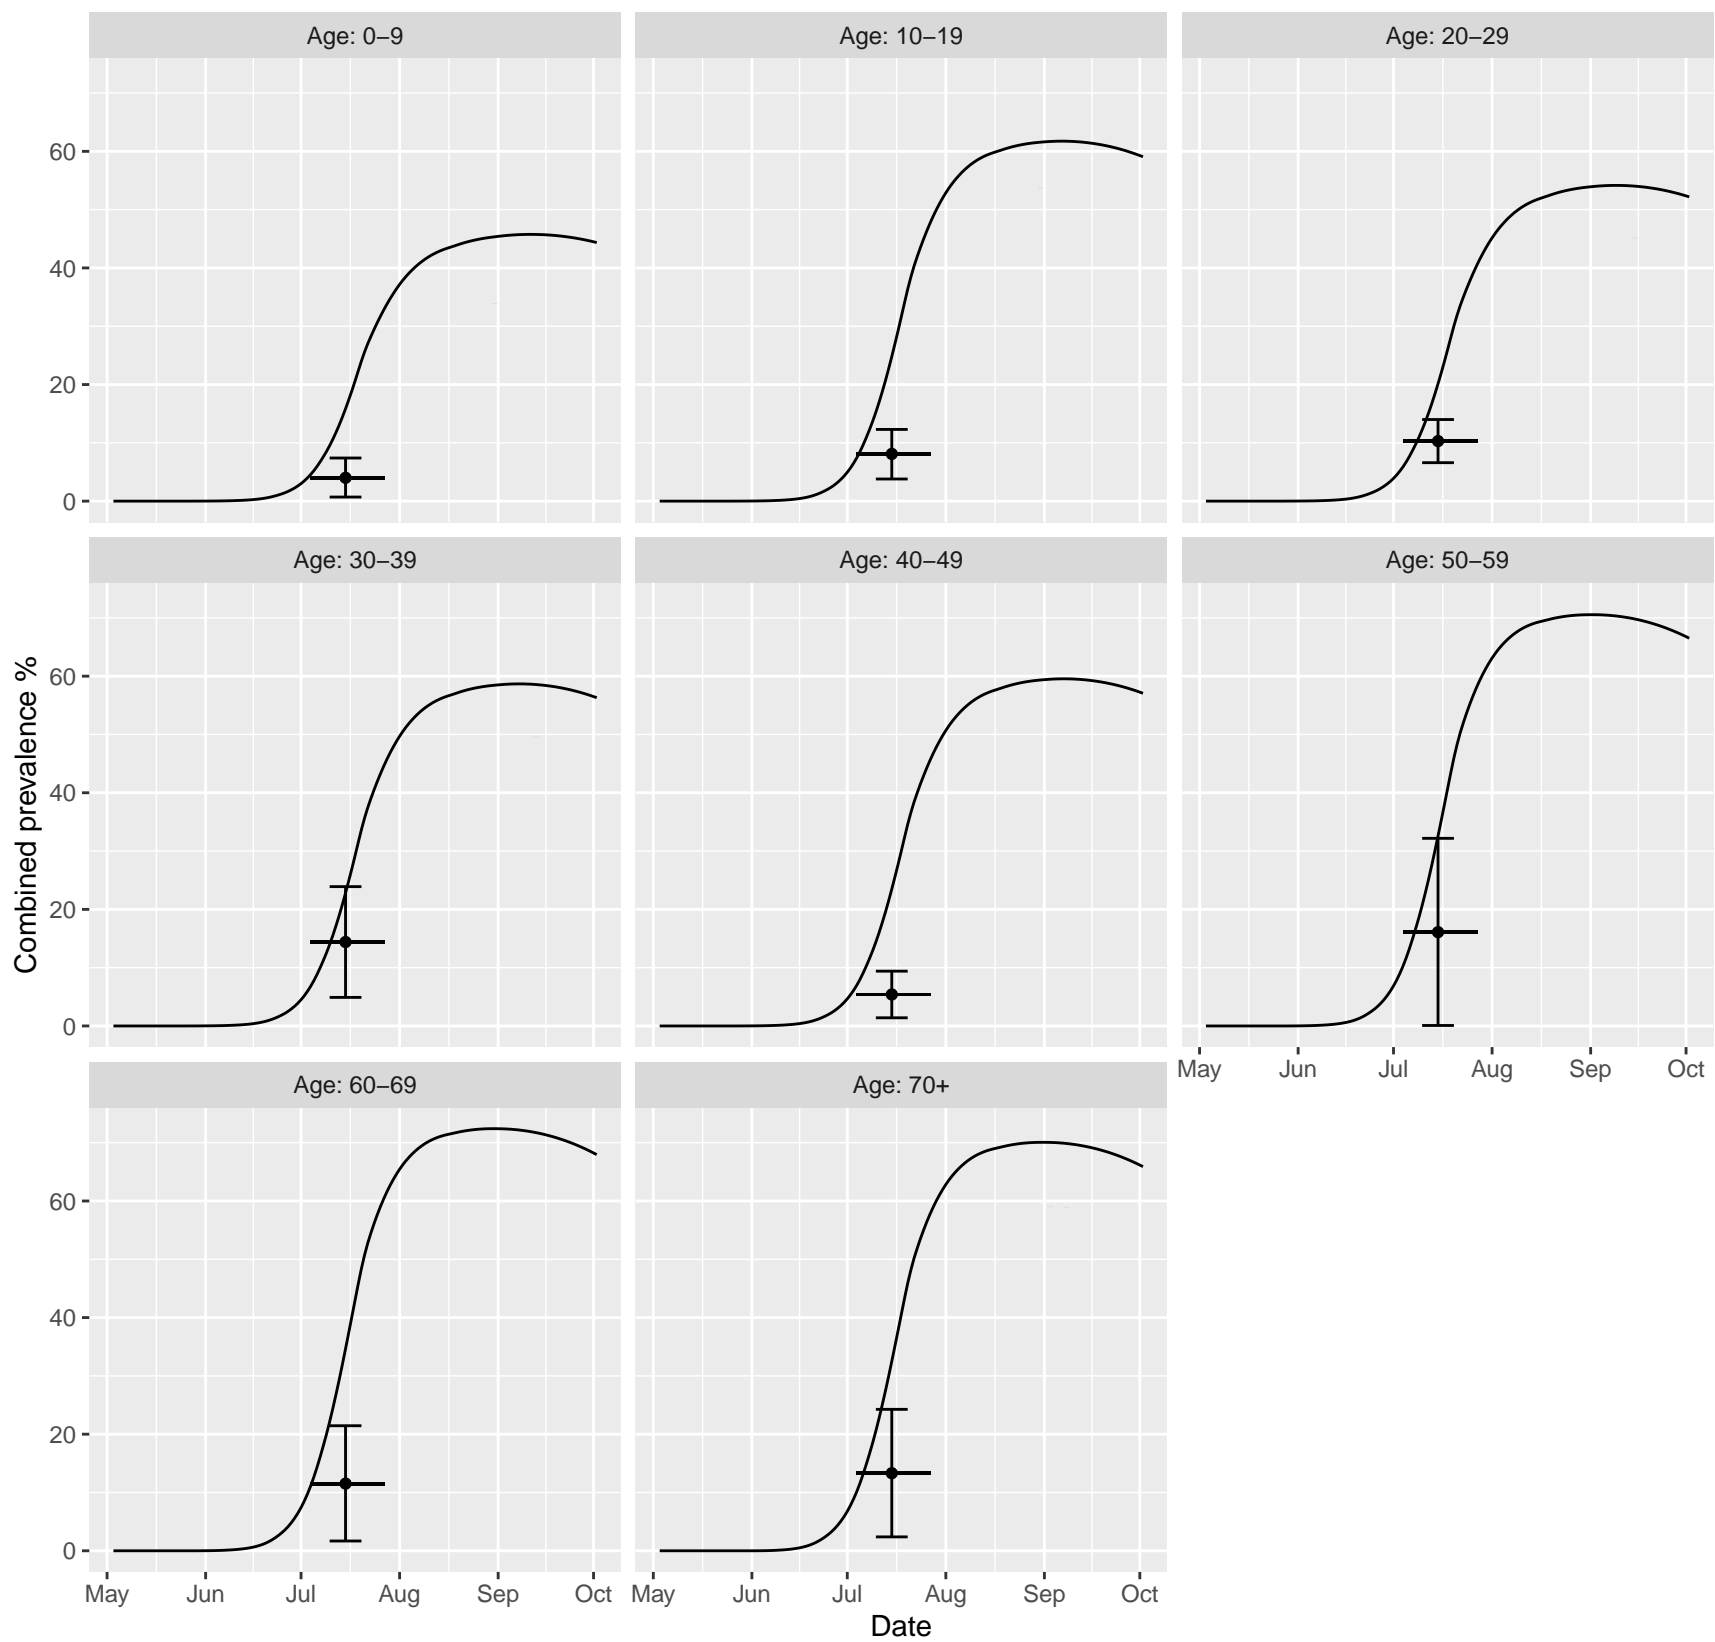 Age: 0–9
Age: 10–19
Age: 20–29
60
40
20
0
Age: 30–39
Age: 40–49
Age: 50–59
60
40
20
0
May Jun Jul Aug Sep Oct
Age: 60–69
Age: 70+
60
40
20
0
May Jun Jul Aug Sep Oct
May Jun Jul Aug Sep Oct
Combined prevalence %
Date